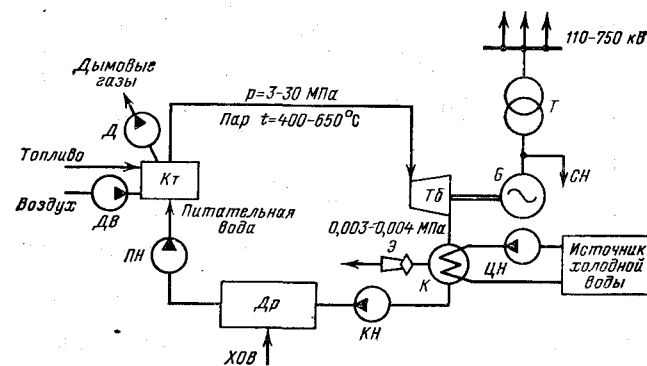 110-750 кВ
Дымовые
газы
p=3-30 МПа
Д
Пар t=400-650°С
Т
Топливо
Кт
Тб
G
СН
Воздух
ДВ
Питательная
вода
0,003-0,004 МПа
Э
ПН
К
ЦН
Источник
холодной
воды
Др
КН
ХОВ